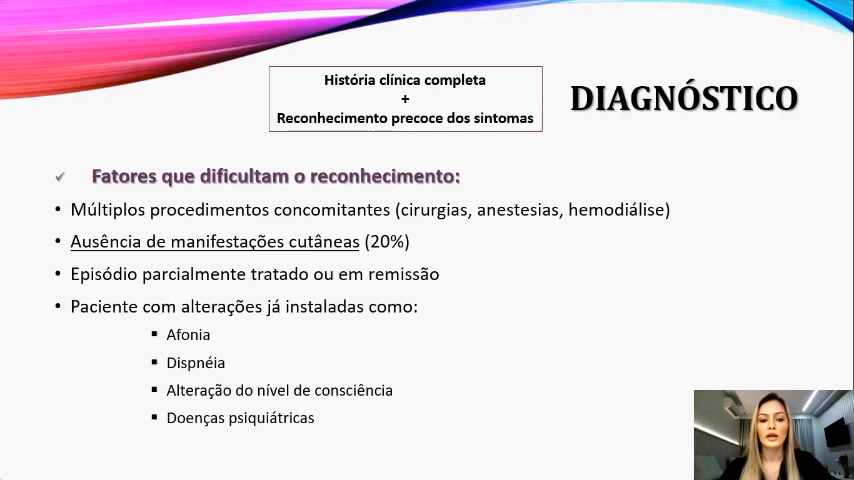 História clínica completa
+
Reconhecimento precoce dos sintomas
DIAGNÓSTICO
✓ Fatores que dificultam o reconhecimento:
• Múltiplos procedimentos concomitantes (cirurgias, anestesias, hemodiálise)
• Ausência de manifestações cutâneas (20%)
• Episódio parcialmente tratado ou em remissão
• Paciente com alterações já instaladas como:
▪ Afonia
▪ Dispnéia
▪ Alteração do nível de consciência
▪ Doenças psiquiátricas